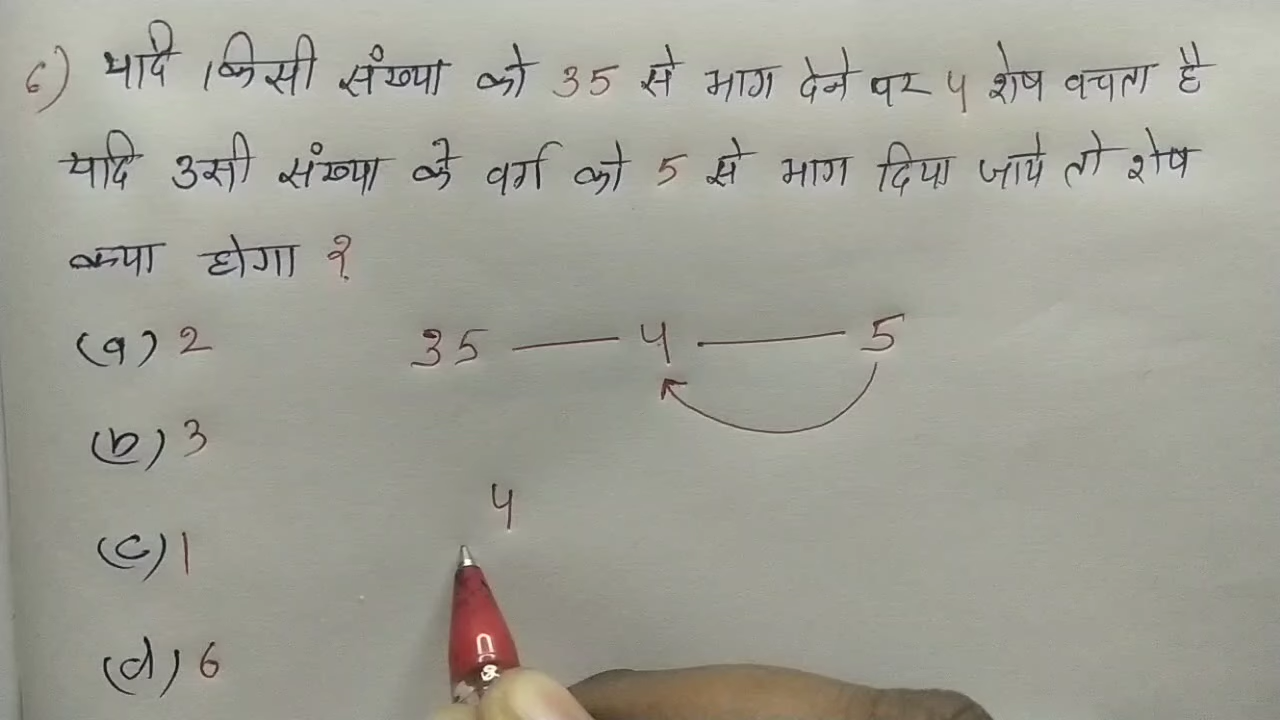 6) यदि किसी संख्या को 35 से भाग देने पर 4 शेष बचता है
यदि उसी संख्या के वर्ग को 5 से भाग दिया जाये तो शेष
क्या होगा ?
(a) 2
35 — 4 — 5
(b) 3
4
(c) 1
(d) 6